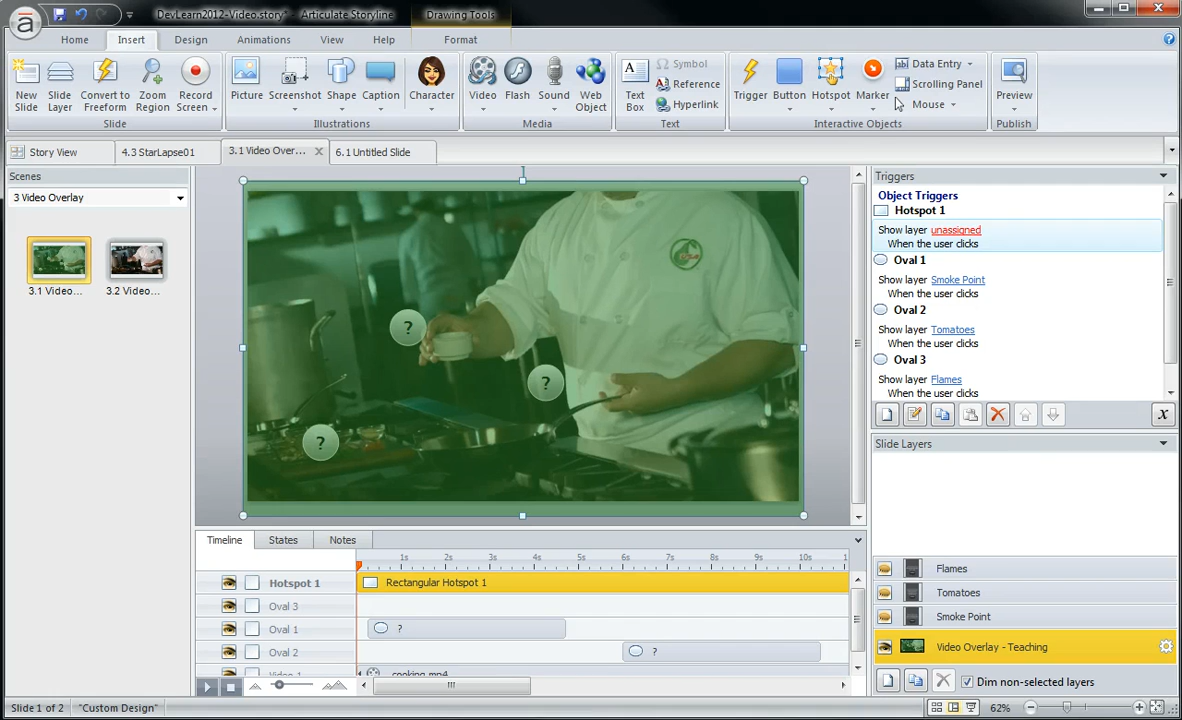 DevLearn2012-Video.story* - Articulate Storyline
Drawing Tools
Home Insert Design Animations View Help Format
New Slide
Slide Layer
Convert to Freeform
Zoom Region
Record Screen
Slide
Picture
Screenshot
Shape
Caption
Character
Illustrations
Video
Flash
Sound
Web Object
Media
Text Box
Symbol
Reference
Hyperlink
Text
Trigger
Button
Hotspot
Marker
Data Entry
Scrolling Panel
Mouse
Interactive Objects
Preview
Publish
Story View
4.3 StarLapse01
3.1 Video Over...
6.1 Untitled Slide
Scenes
3 Video Overlay
3.1 Video...
3.2 Video...
?
?
?
Triggers
Object Triggers
Hotspot 1
Show layer unassigned
When the user clicks
Oval 1
Show layer Smoke Point
When the user clicks
Oval 2
Show layer Tomatoes
When the user clicks
Oval 3
Show layer Flames
When the user clicks
x
Slide Layers
Flames
Tomatoes
Smoke Point
Video Overlay - Teaching
Dim non-selected layers
Timeline States Notes
1s 2s 3s 4s 5s 6s 7s 8s 9s 10s 1
Hotspot 1 Rectangular Hotspot 1
Oval 3
Oval 1 ?
Oval 2 ?
Video 1 cooking.mp4
Slide 1 of 2 "Custom Design" 62%